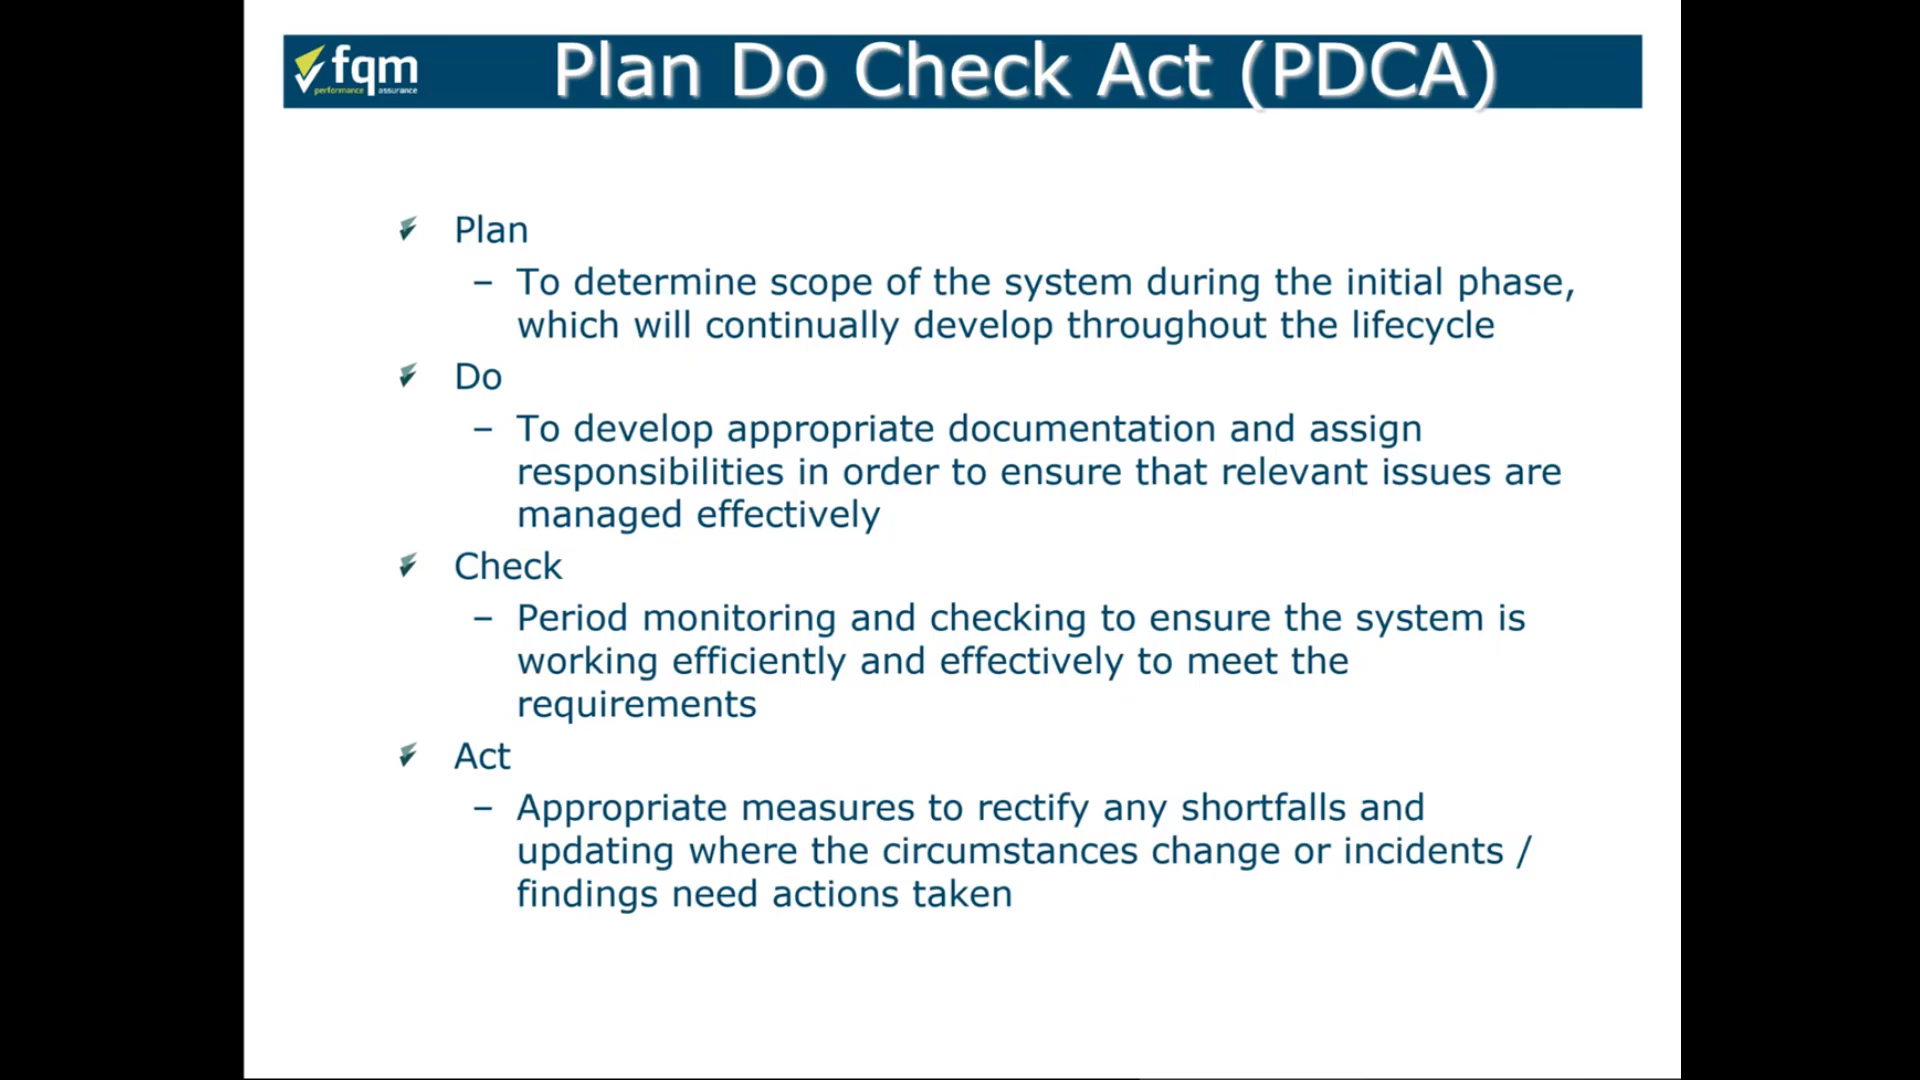 fqm
performance assurance
Plan Do Check Act (PDCA)
Plan
– To determine scope of the system during the initial phase,
which will continually develop throughout the lifecycle
Do
– To develop appropriate documentation and assign
responsibilities in order to ensure that relevant issues are
managed effectively
Check
– Period monitoring and checking to ensure the system is
working efficiently and effectively to meet the
requirements
Act
– Appropriate measures to rectify any shortfalls and
updating where the circumstances change or incidents /
findings need actions taken